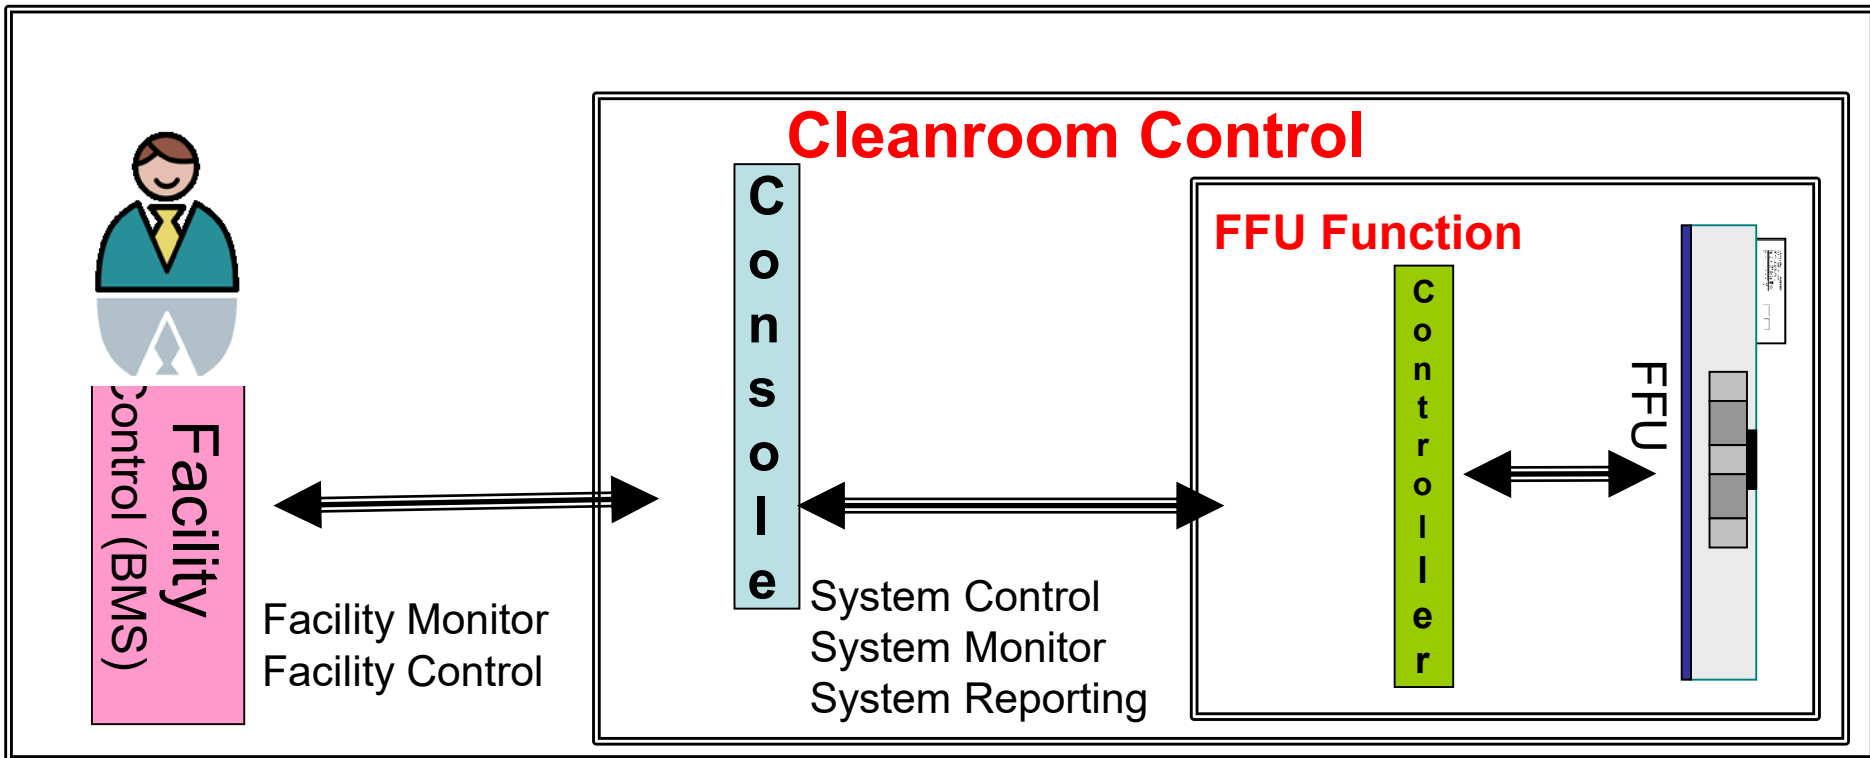 Cleanroom Control
FFU Function
Console
Controller
FFU
Facility
Control (BMS)
Facility Monitor
Facility Control
System Control
System Monitor
System Reporting